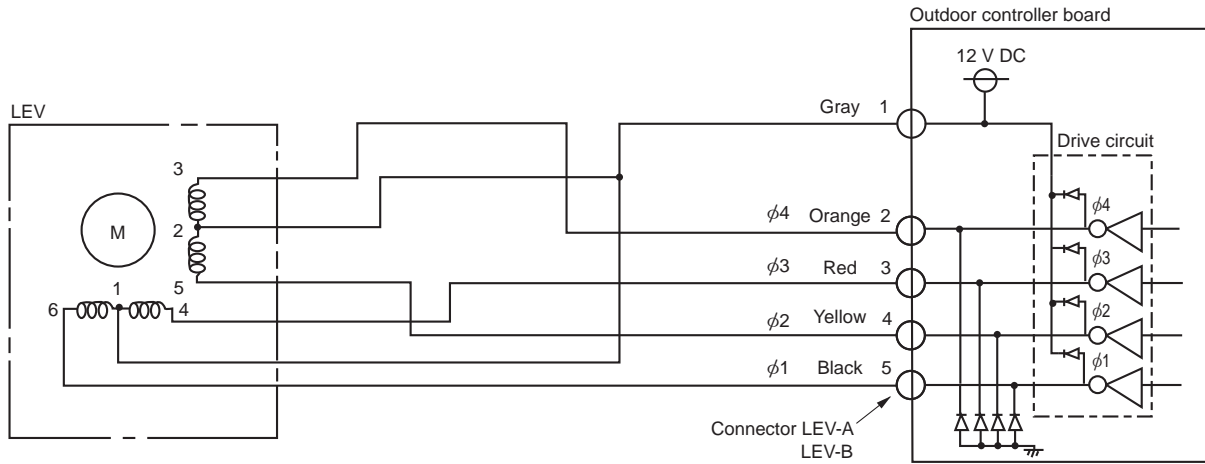 Outdoor controller board
12 V DC
LEV
Gray 1
Drive circuit
3
ϕ4
ϕ4 Orange 2
2
M
ϕ3
ϕ3 Red 3
5
1
6
4
ϕ2
ϕ2 Yellow 4
ϕ1
ϕ1 Black 5
Connector LEV-A
LEV-B